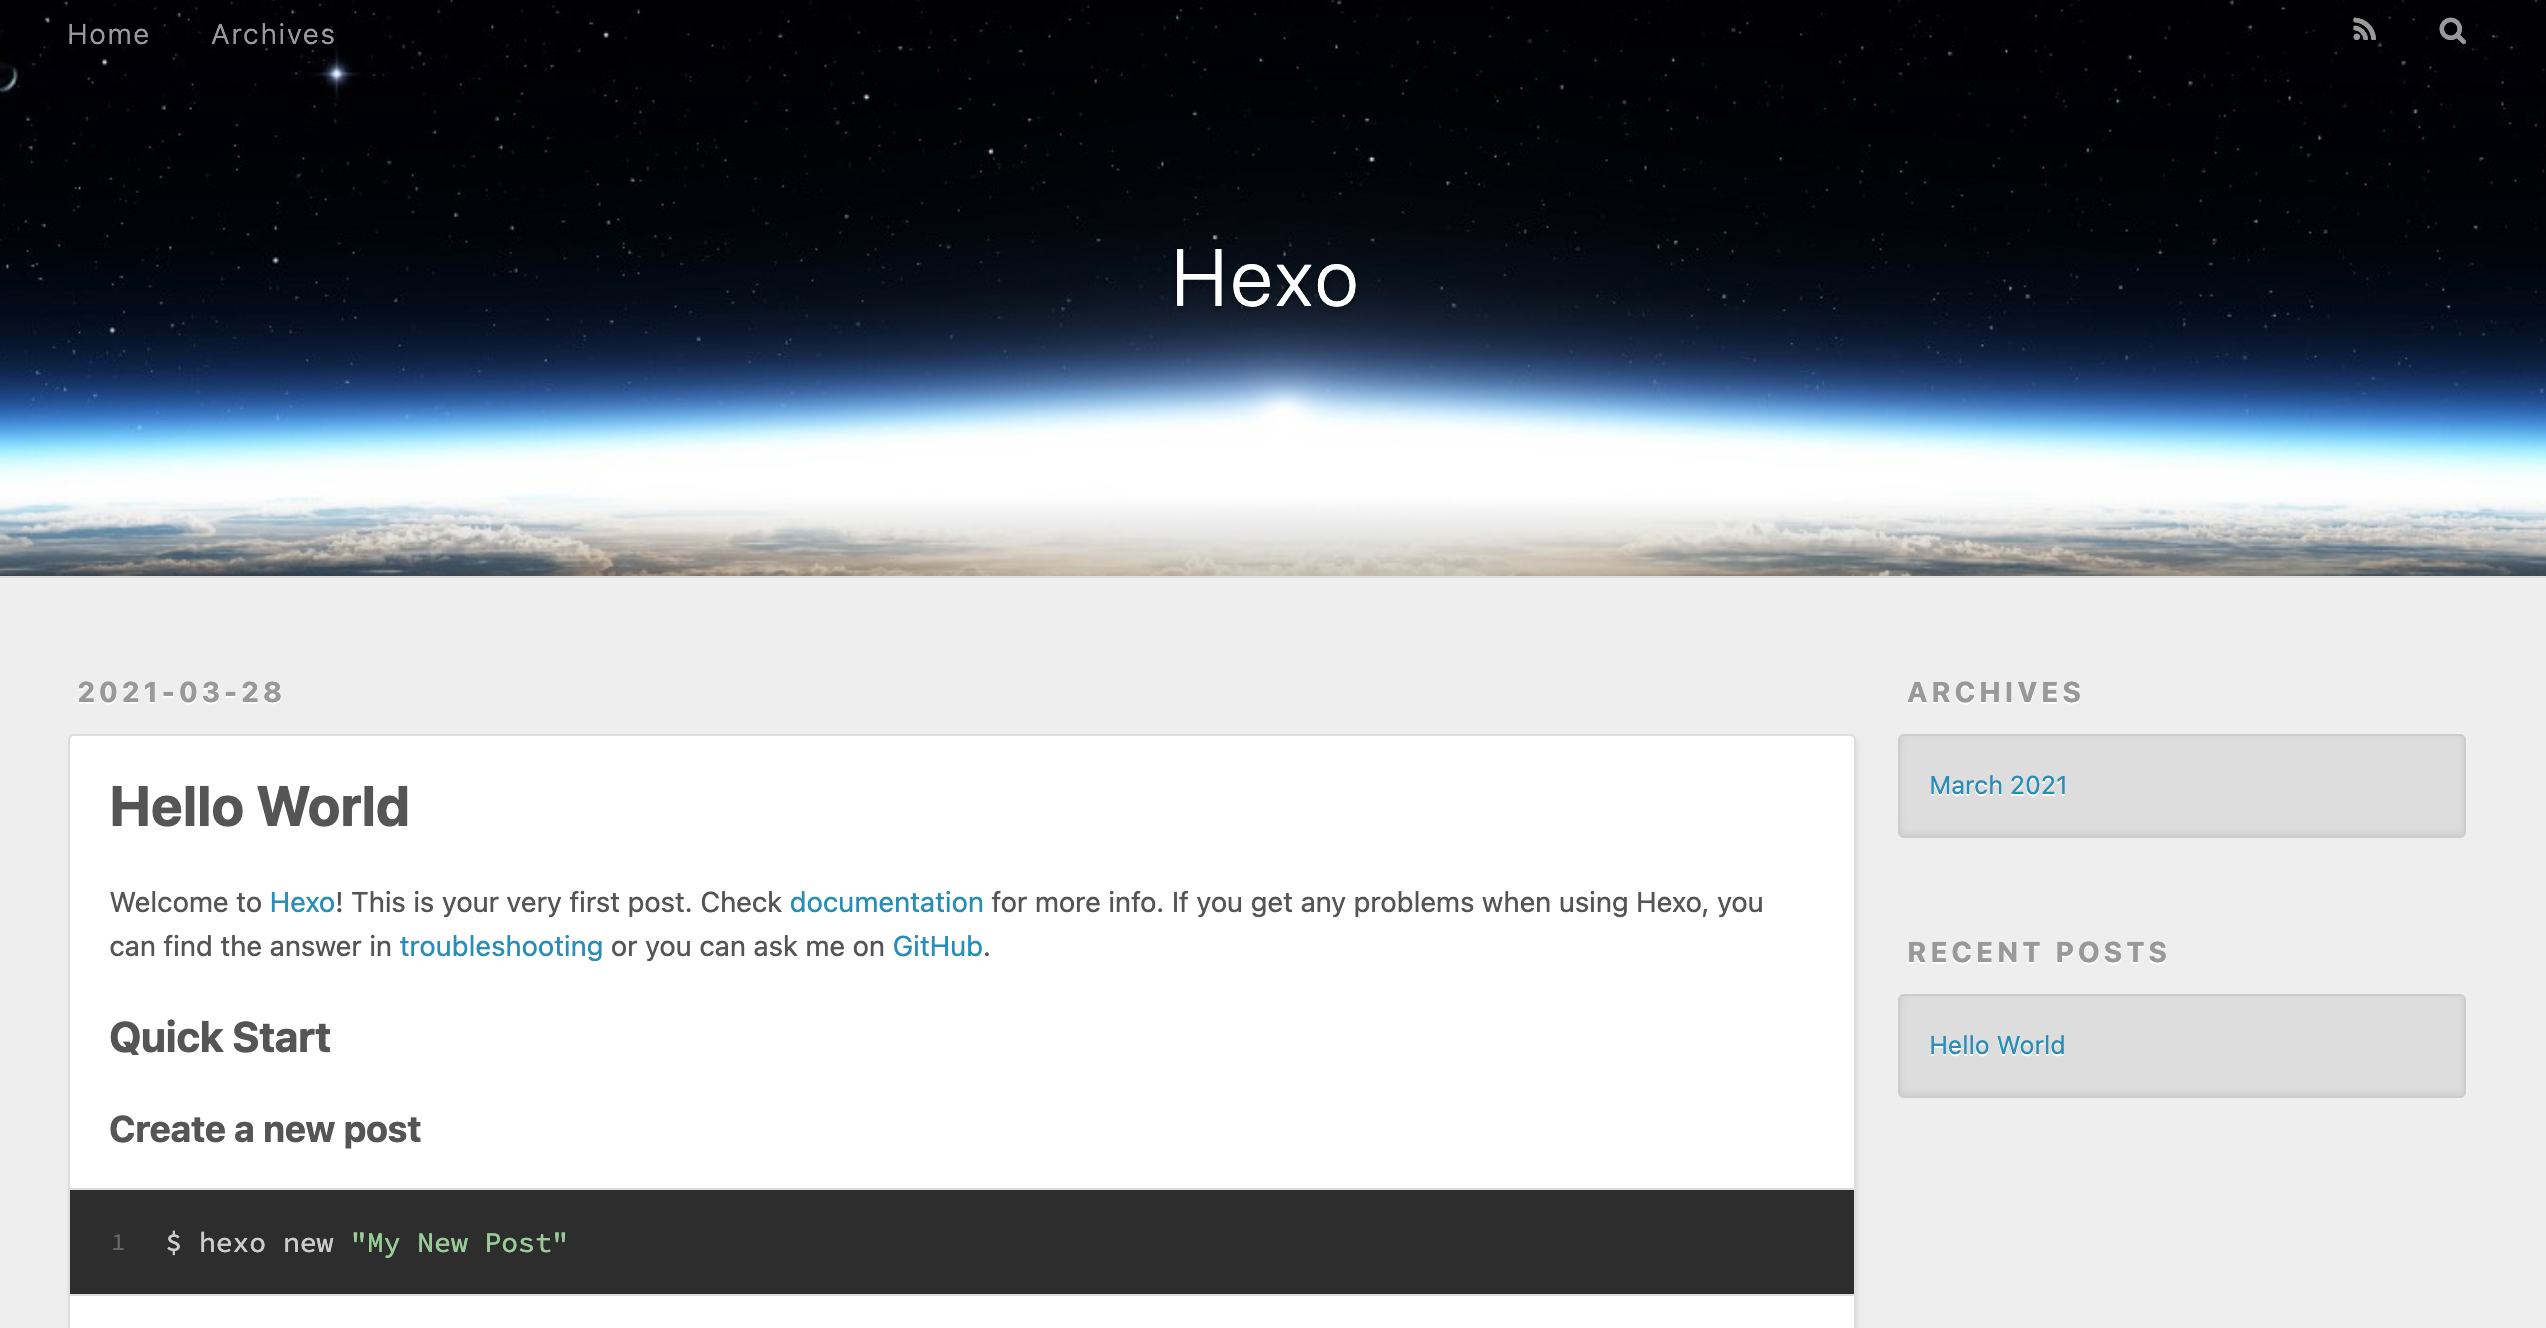 Home Archives
Hexo
2021-03-28
Hello World
Welcome to Hexo! This is your very first post. Check documentation for more info. If you get any problems when using Hexo, you
can find the answer in troubleshooting or you can ask me on GitHub.
Quick Start
Create a new post
1 $ hexo new "My New Post"
ARCHIVES
March 2021
RECENT POSTS
Hello World